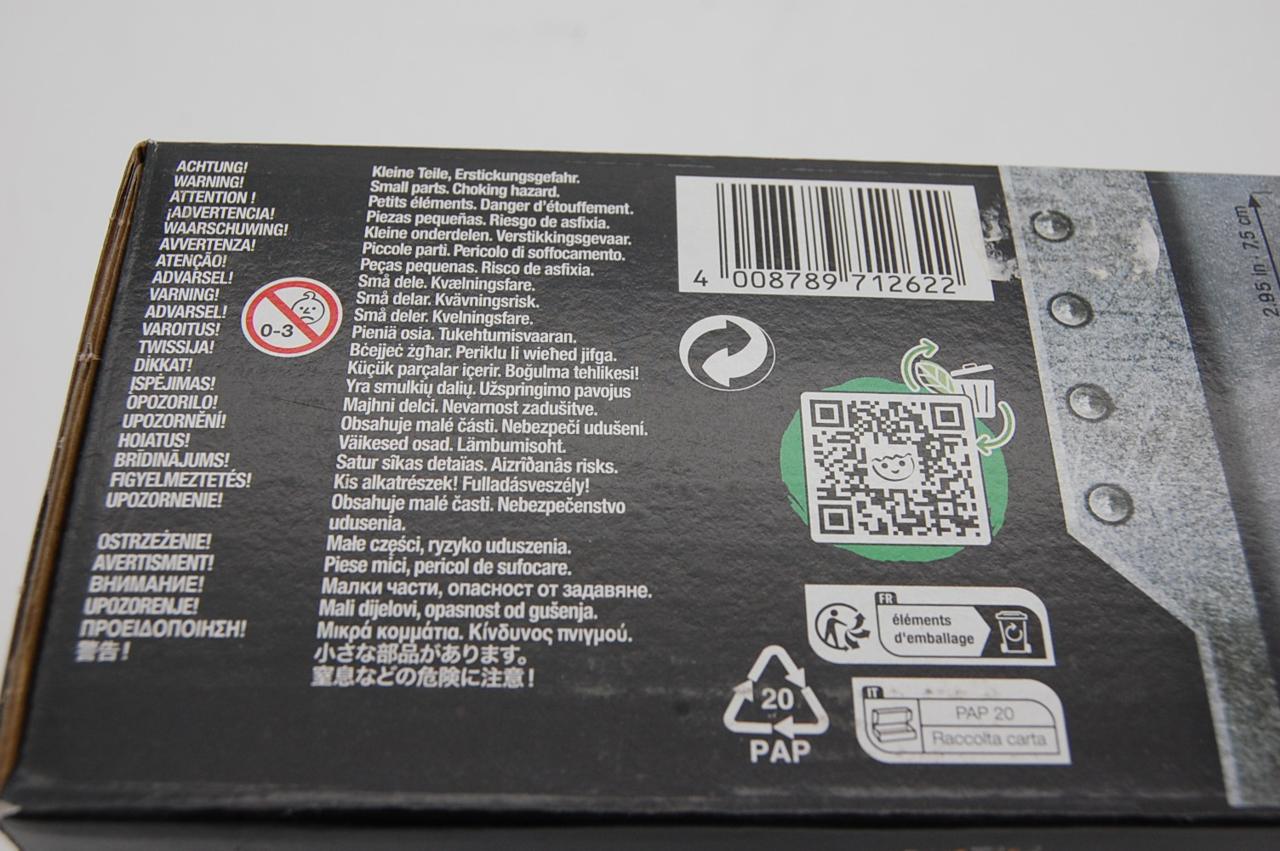 ACHTUNG!
WARNING!
ATTENTION !
¡ADVERTENCIA!
WAARSCHUWING!
AVVERTENZA!
ATENÇÃO!
ADVARSEL!
VARNING!
ADVARSEL!
VAROITUS!
TWISSIJA!
DİKKAT!
ĮSPĖJIMAS!
OPOZORILO!
UPOZORNĚNÍ!
HOIATUS!
BRĪDINĀJUMS!
FIGYELMEZTETÉS!
UPOZORNENIE!
OSTRZEŻENIE!
AVERTISMENT!
ВНИМАНИЕ!
UPOZORENJE!
ΠΡΟΕΙΔΟΠΟΙΗΣΗ!
警告!
0-3
Kleine Teile, Erstickungsgefahr.
Small parts. Choking hazard.
Petits éléments. Danger d'étouffement.
Piezas pequeñas. Riesgo de asfixia.
Kleine onderdelen. Verstikkingsgevaar.
Piccole parti. Pericolo di soffocamento.
Peças pequenas. Risco de asfixia.
Små dele. Kvælningsfare.
Små delar. Kvävningsrisk.
Små deler. Kvelningsfare.
Pieniä osia. Tukehtumisvaaran.
Bċejjeċ żgħar. Periklu li wieħed jifga.
Küçük parçalar içerir. Boğulma tehlikesi!
Yra smulkių dalių. Užspringimo pavojus
Majhni delci. Nevarnost zadušitve.
Obsahuje malé části. Nebezpečí udušení.
Väikesed osad. Lämbumisoht.
Satur sîkas detaïas. Aizrîðanâs risks.
Kis alkatrészek! Fulladásveszély!
Obsahuje malé časti. Nebezpečenstvo
udusenia.
Małe części, ryzyko uduszenia.
Piese mici, pericol de sufocare.
Малки части, опасност от задавяне.
Mali dijelovi, opasnost od gušenja.
Μικρά κομμάτια. Κίνδυνος πνιγμού.
小さな部品があります。
窒息などの危険に注意!
4 008789 712622
FR
éléments
d'emballage
20
PAP
IT
PAP 20
Raccolta carta
2.95 in · 7,5 cm